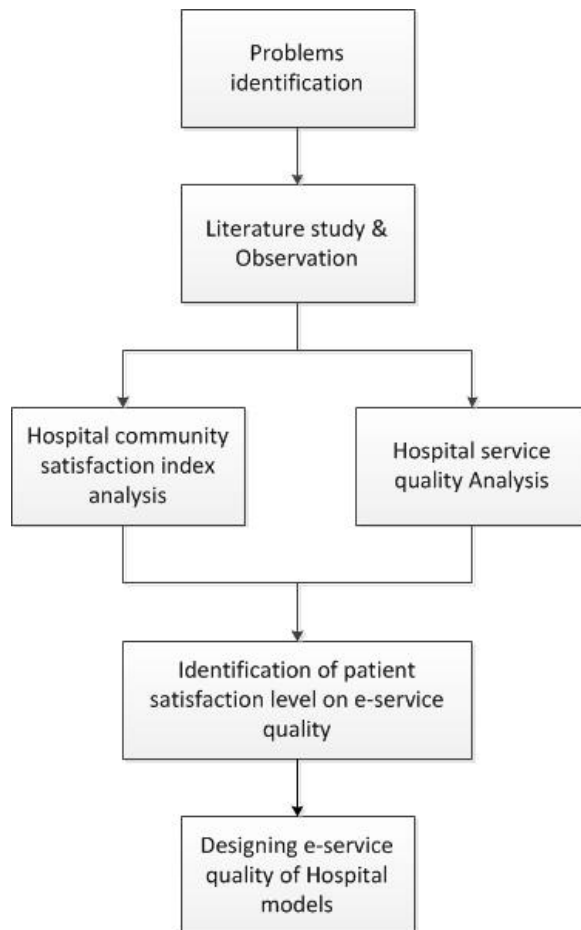 Problems
identification
Literature study &
Observation
Hospital community
satisfaction index
analysis
Hospital service
quality Analysis
Identification of patient
satisfaction level on e-service
quality
Designing e-service
quality of Hospital
models